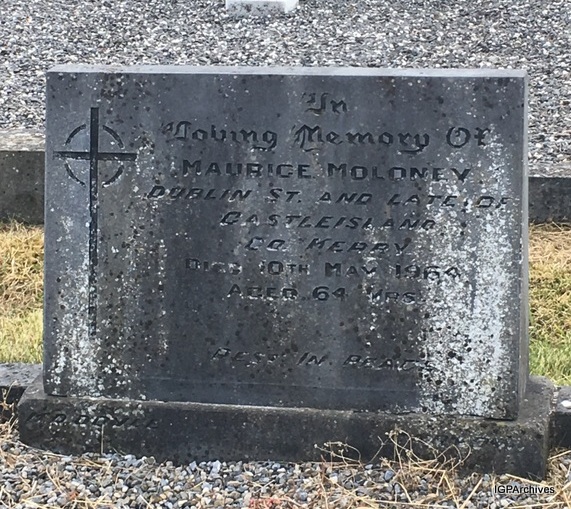 In
Loving Memory Of
MAURICE MOLONEY
DUBLIN ST. AND LATE OF
CASTLEISLAND
CO. KERRY
DIED 10TH MAY 1964
AGED 64 YRS.
REST IN PEACE
IGPArchives